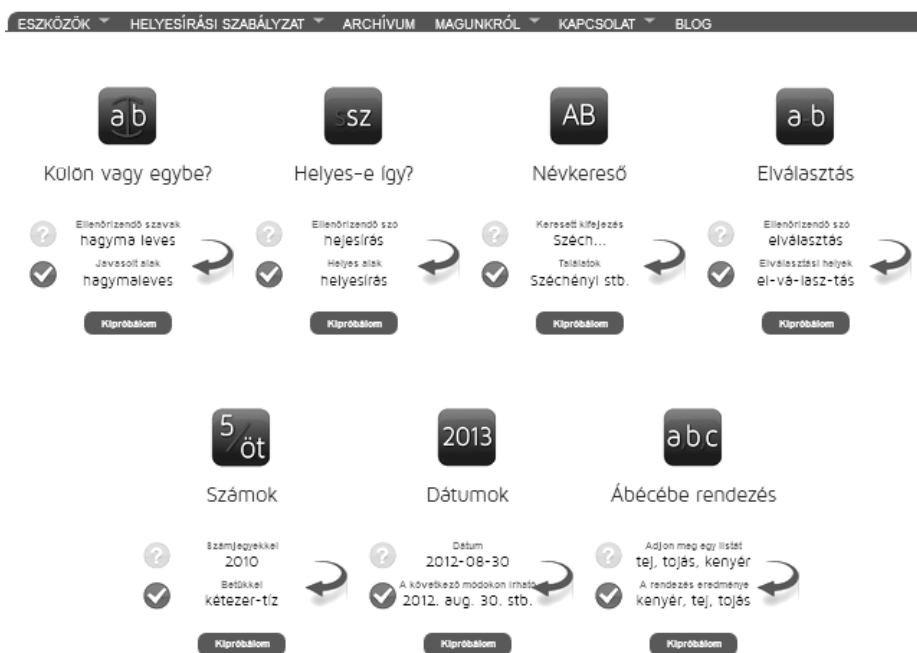 ESZKÖZÖK HELYESÍRÁSI SZABÁLYZAT ARCHÍVUM MAGUNKRÓL KAPCSOLAT BLOG
a b
Külön vagy egybe?
? Ellenőrizendő szavak
hagyma leves
Javasolt alak
hagymaleves
Kipróbálom
ssz
Helyes-e így?
? Ellenőrizendő szó
hejesírás
Helyes alak
helyesírás
Kipróbálom
AB
Névkereső
? Keresett kifejezés
Széch...
Találatok
Széchényi stb.
Kipróbálom
a-b
Elválasztás
? Ellenőrizendő szó
elválasztás
Elválasztási helyek
el-vá-lasz-tás
Kipróbálom
5/öt
Számok
? Számjegyekkel
2010
Betűkkel
kétezer-tíz
Kipróbálom
2013
Dátumok
? Dátum
2012-08-30
A következő módokon írható
2012. aug. 30. stb.
Kipróbálom
a,b,c
Ábécébe rendezés
? Adjon meg egy listát
tej, tojás, kenyér
A rendezés eredménye
kenyér, tej, tojás
Kipróbálom